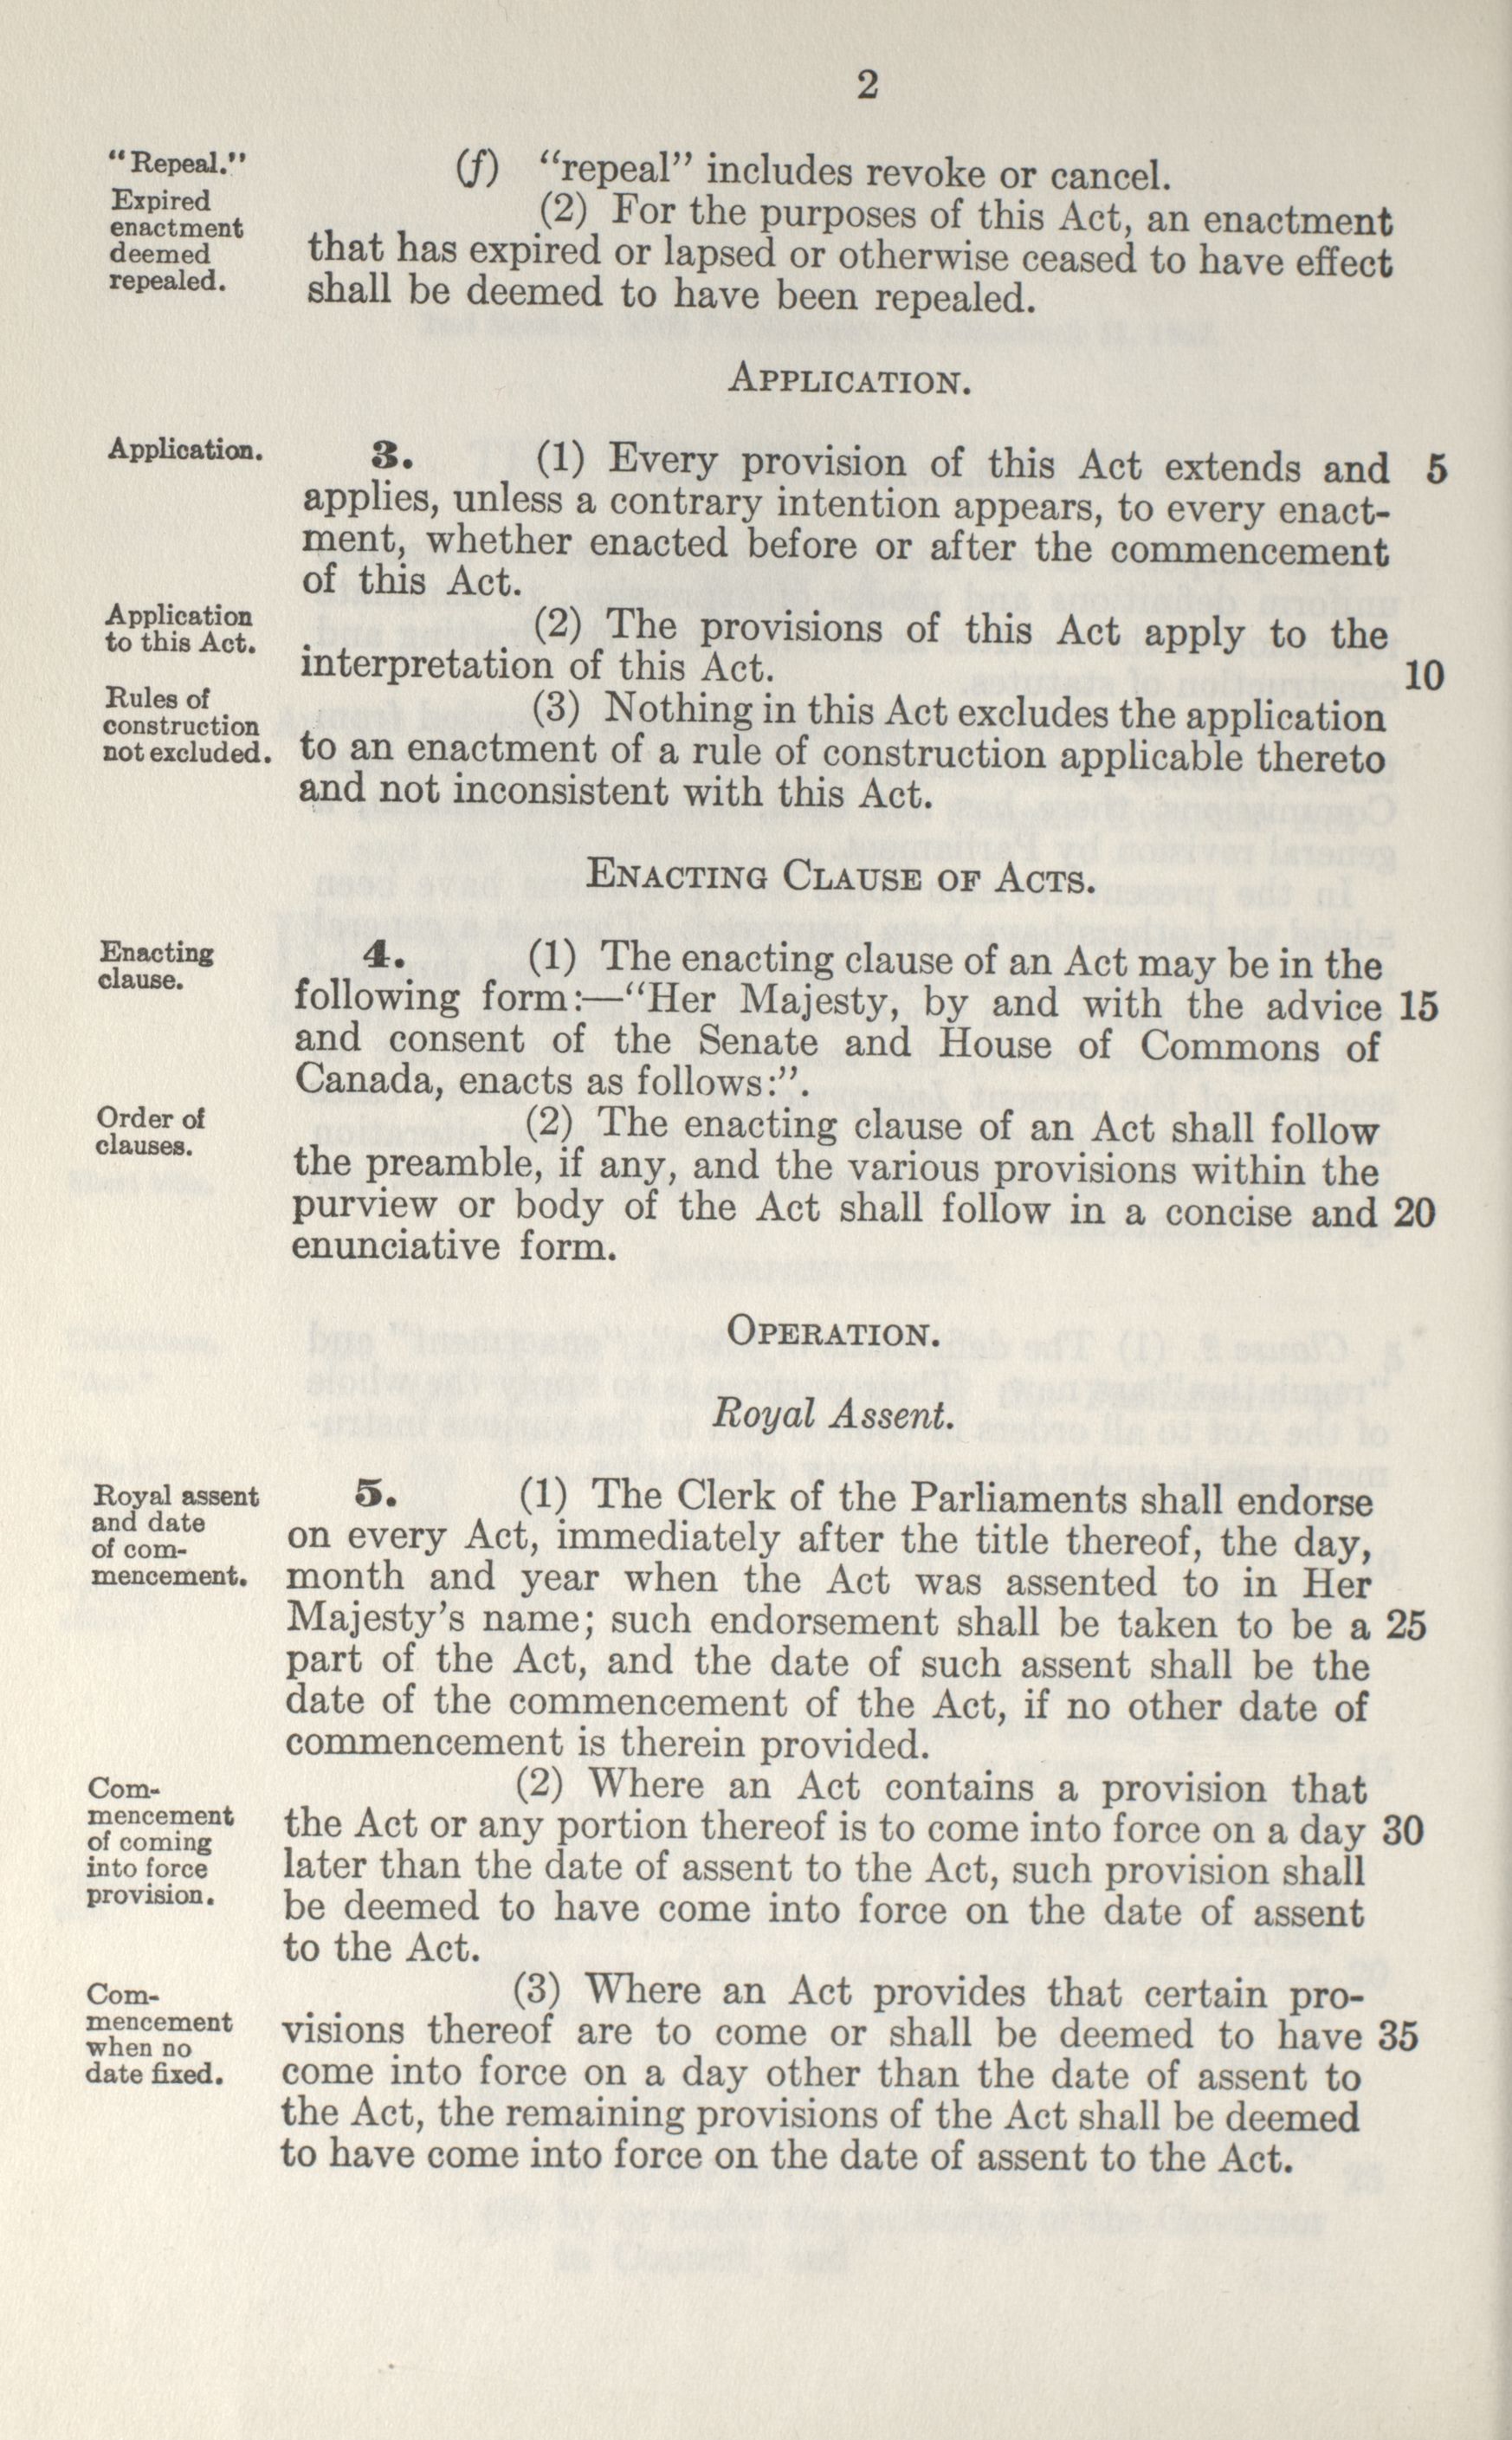 2
"Repeal."
(f) "repeal" includes revoke or cancel.
Expired
enactment
deemed
repealed.
(2) For the purposes of this Act, an enactment
that has expired or lapsed or otherwise ceased to have effect
shall be deemed to have been repealed.
APPLICATION.
Application.
3. (1) Every provision of this Act extends and 5
applies, unless a contrary intention appears, to every enact-
ment, whether enacted before or after the commencement
of this Act.
Application
to this Act.
(2) The provisions of this Act apply to the
interpretation of this Act. 10
Rules of
construction
not excluded.
(3) Nothing in this Act excludes the application
to an enactment of a rule of construction applicable thereto
and not inconsistent with this Act.
ENACTING CLAUSE OF ACTS.
Enacting
clause.
4. (1) The enacting clause of an Act may be in the
following form:—"Her Majesty, by and with the advice 15
and consent of the Senate and House of Commons of
Canada, enacts as follows:".
Order of
clauses.
(2) The enacting clause of an Act shall follow
the preamble, if any, and the various provisions within the
purview or body of the Act shall follow in a concise and 20
enunciative form.
OPERATION.
Royal Assent.
Royal assent
and date
of com-
mencement.
5. (1) The Clerk of the Parliaments shall endorse
on every Act, immediately after the title thereof, the day,
month and year when the Act was assented to in Her
Majesty's name; such endorsement shall be taken to be a 25
part of the Act, and the date of such assent shall be the
date of the commencement of the Act, if no other date of
commencement is therein provided.
Com-
mencement
of coming
into force
provision.
(2) Where an Act contains a provision that
the Act or any portion thereof is to come into force on a day 30
later than the date of assent to the Act, such provision shall
be deemed to have come into force on the date of assent
to the Act.
Com-
mencement
when no
date fixed.
(3) Where an Act provides that certain pro-
visions thereof are to come or shall be deemed to have 35
come into force on a day other than the date of assent to
the Act, the remaining provisions of the Act shall be deemed
to have come into force on the date of assent to the Act.